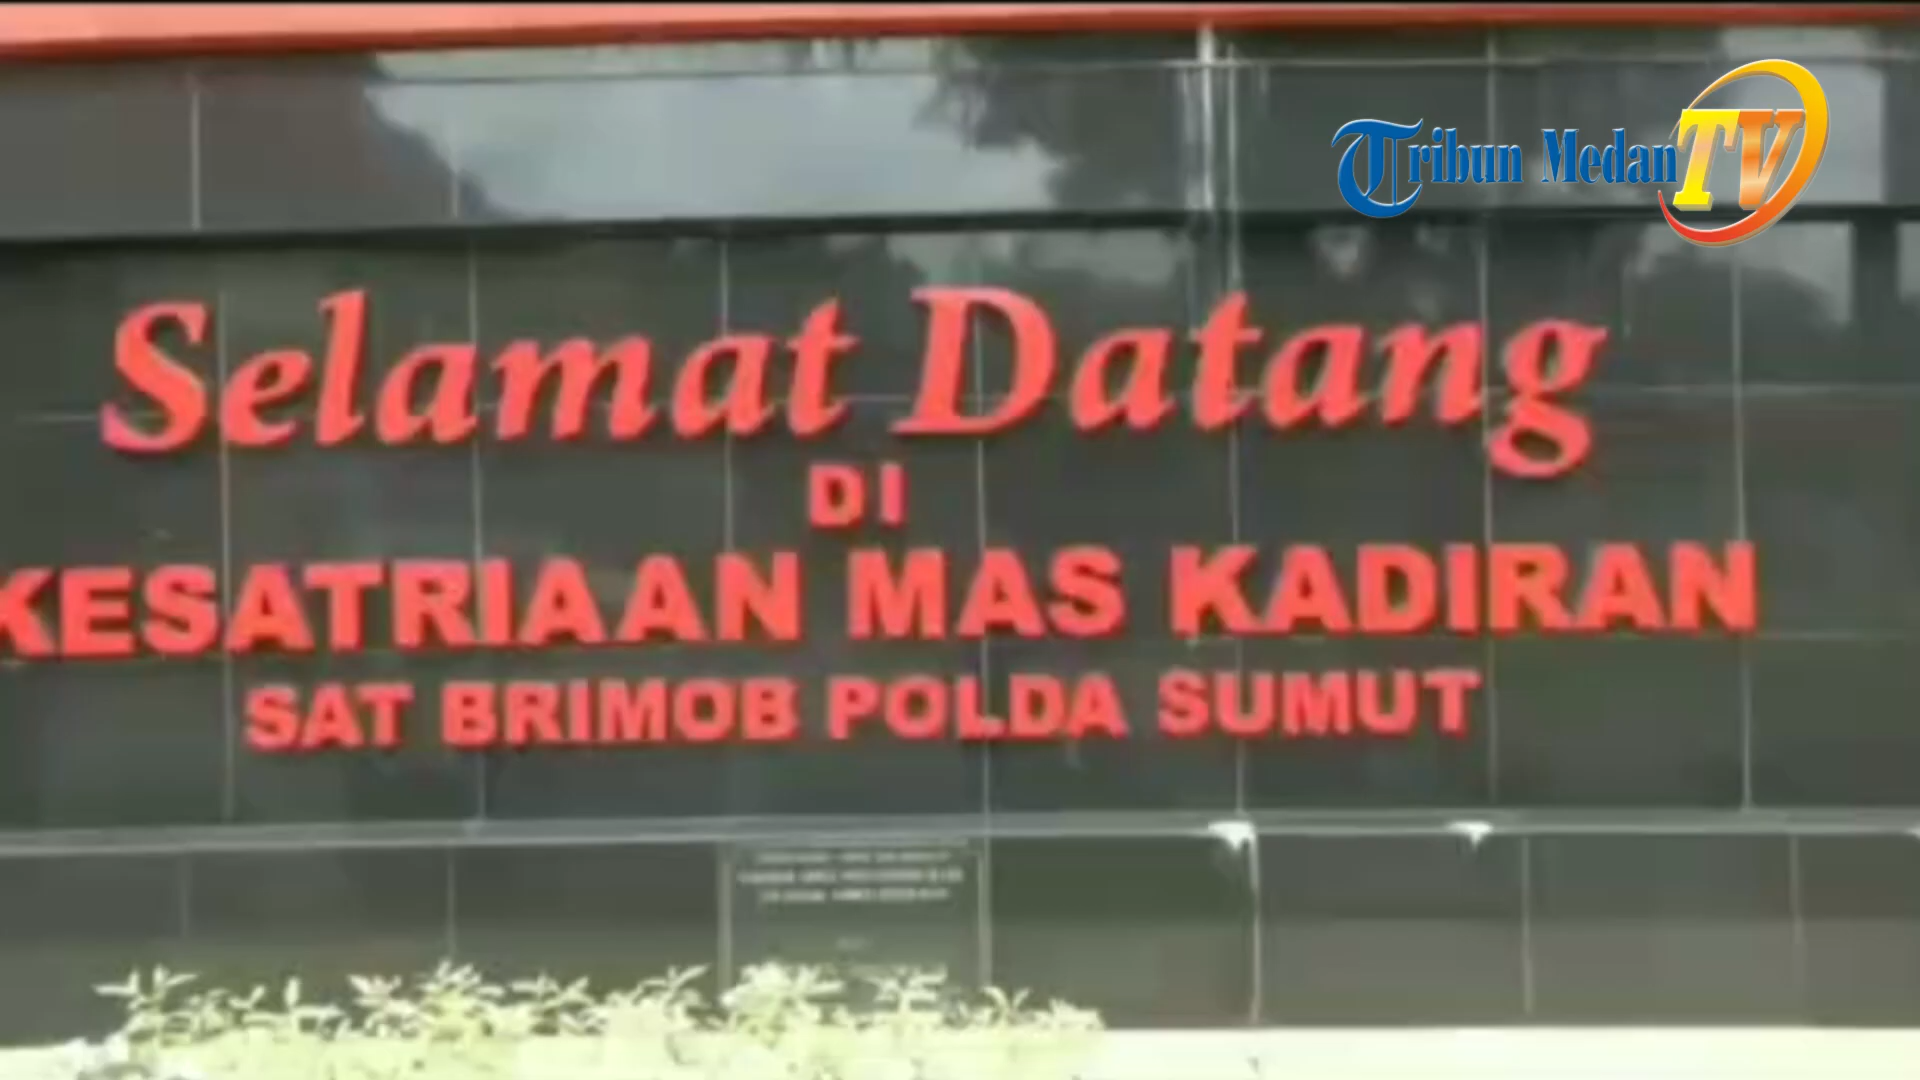 Tribun Medan TV
Selamat Datang
DI
KESATRIAAN MAS KADIRAN
SAT BRIMOB POLDA SUMUT